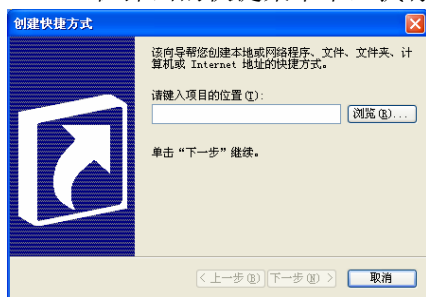 创建快捷方式
该向导帮您创建本地或网络程序、文件、文件夹、计
算机或 Internet 地址的快捷方式。
请键入项目的位置(T):
浏览(R)...
单击“下一步”继续。
<上一步(B) 下一步(N)> 取消